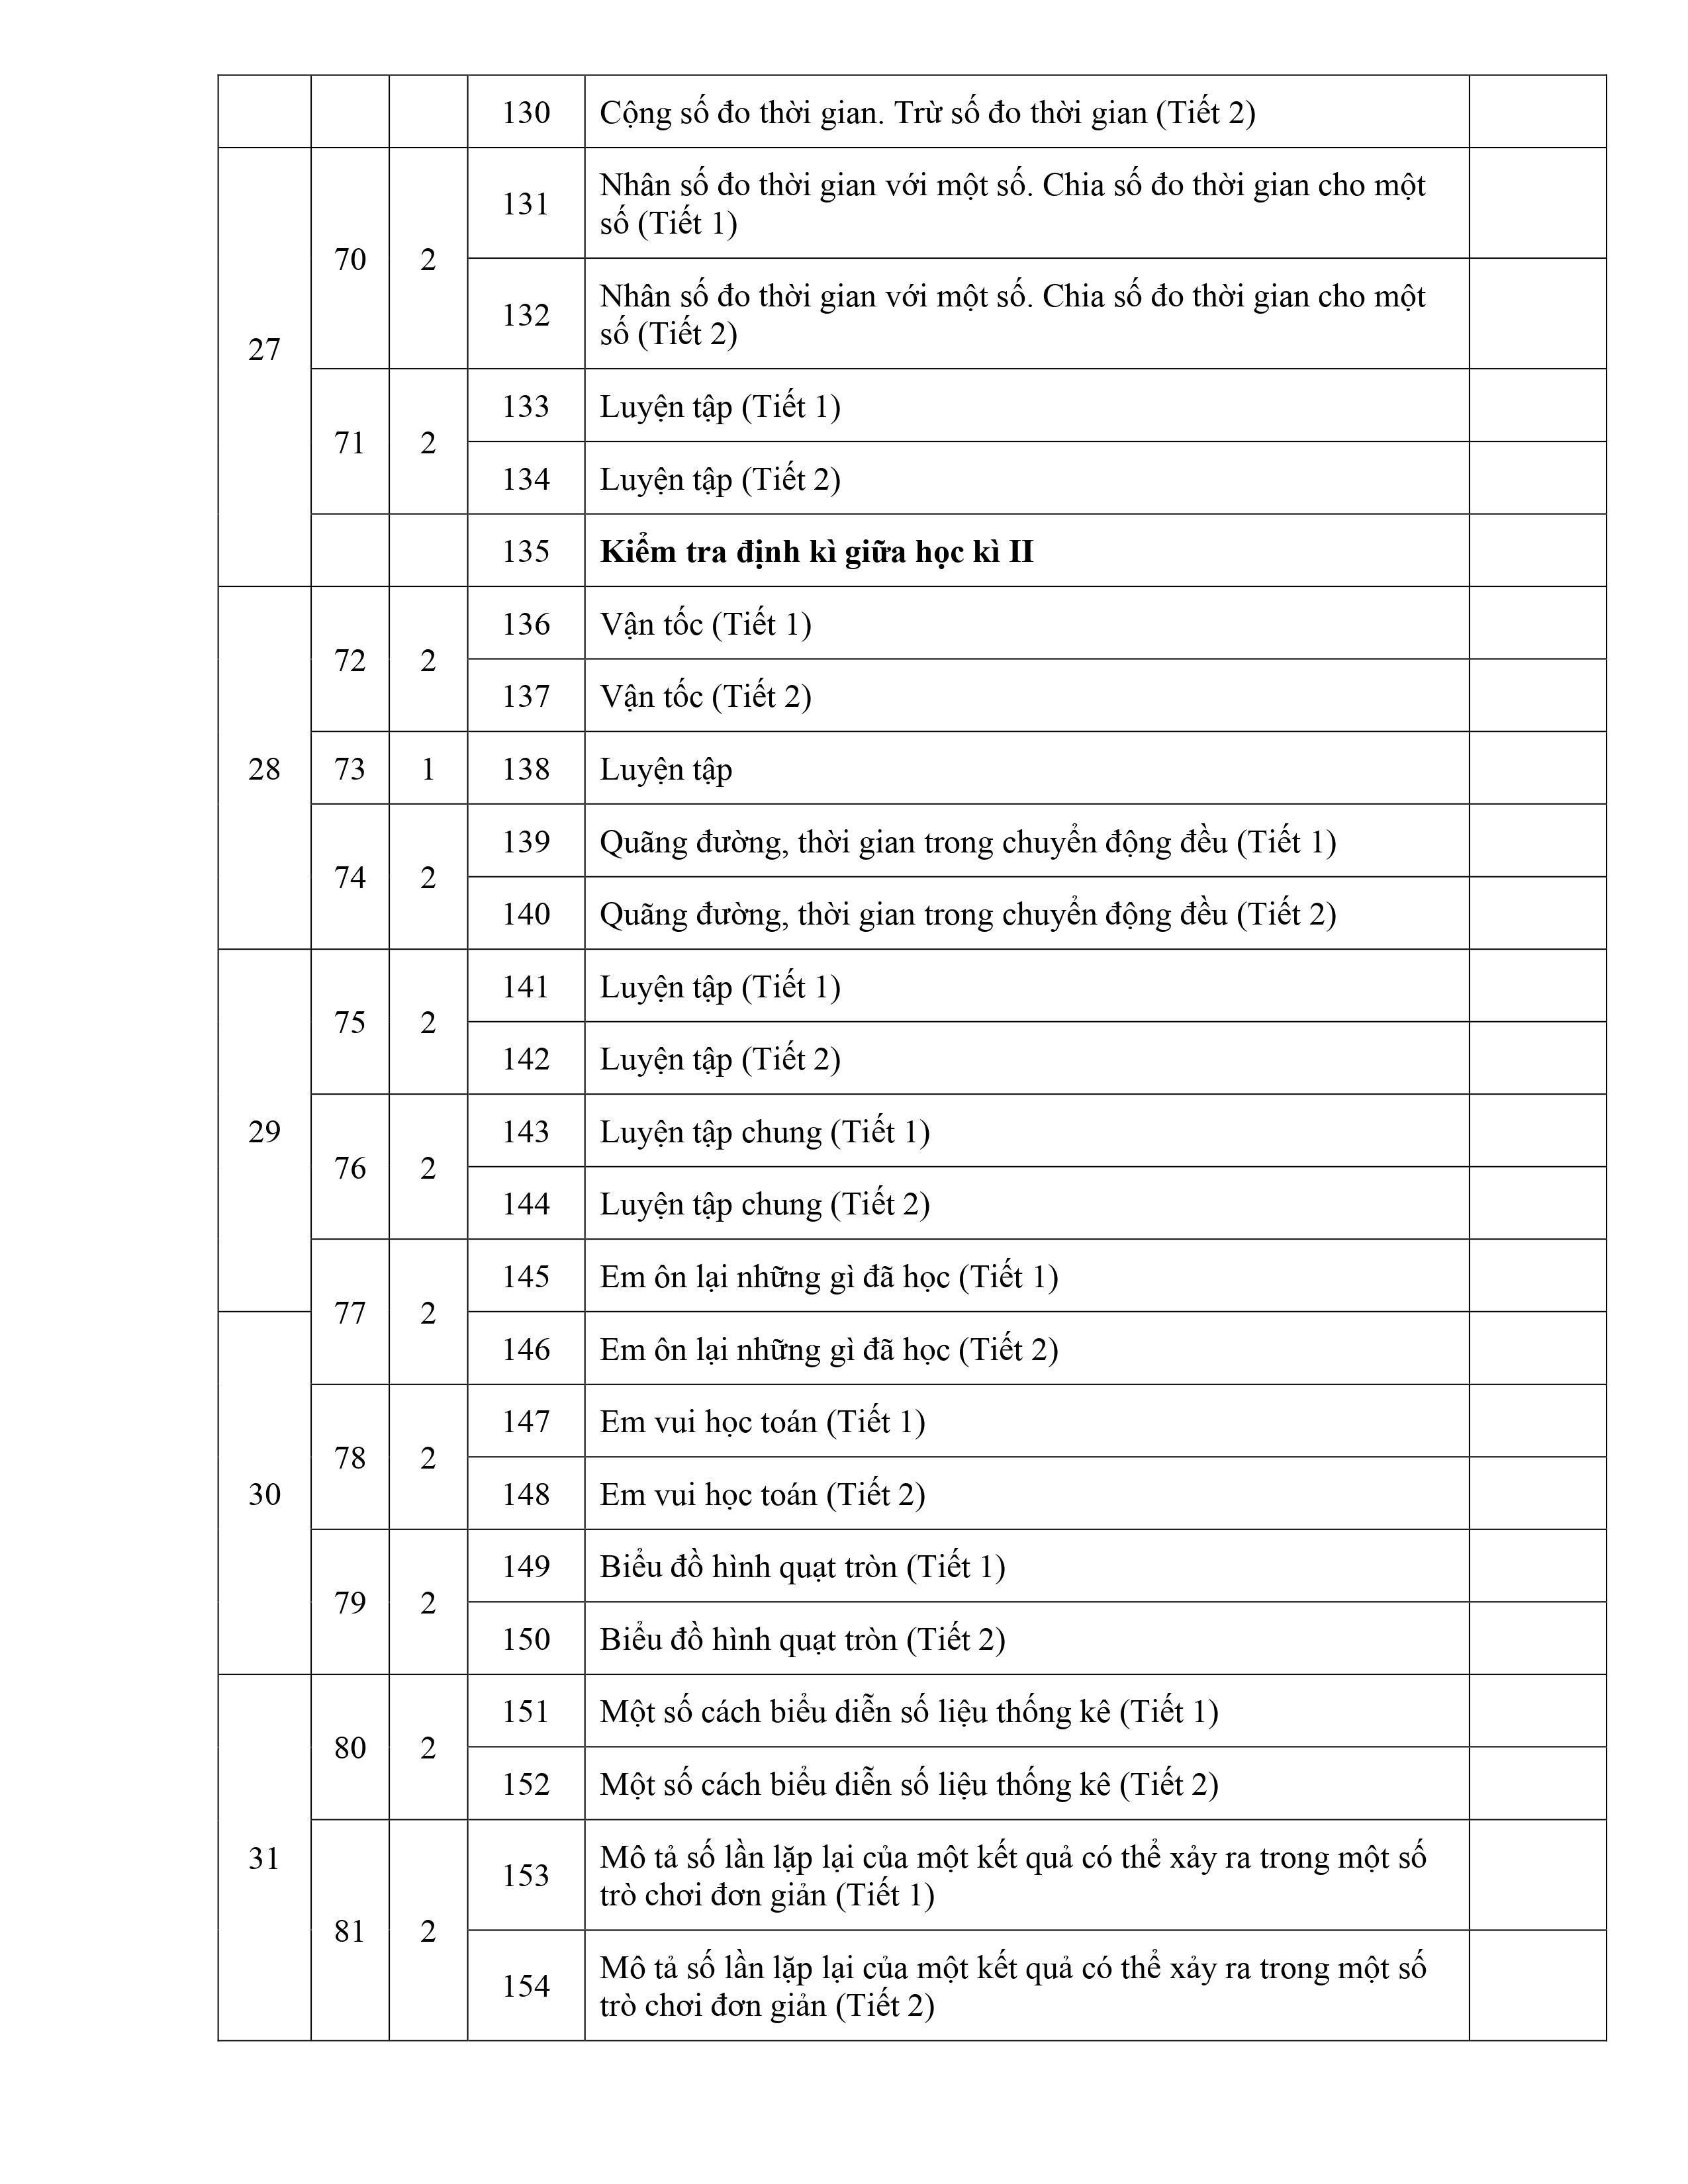 130 Cộng số đo thời gian. Trừ số đo thời gian (Tiết 2)
27 70 2 131 Nhân số đo thời gian với một số. Chia số đo thời gian cho một
số (Tiết 1)
132 Nhân số đo thời gian với một số. Chia số đo thời gian cho một
số (Tiết 2)
71 2 133 Luyện tập (Tiết 1)
134 Luyện tập (Tiết 2)
135 Kiểm tra định kì giữa học kì II
28 72 2 136 Vận tốc (Tiết 1)
137 Vận tốc (Tiết 2)
73 1 138 Luyện tập
74 2 139 Quãng đường, thời gian trong chuyển động đều (Tiết 1)
140 Quãng đường, thời gian trong chuyển động đều (Tiết 2)
29 75 2 141 Luyện tập (Tiết 1)
142 Luyện tập (Tiết 2)
76 2 143 Luyện tập chung (Tiết 1)
144 Luyện tập chung (Tiết 2)
77 2 145 Em ôn lại những gì đã học (Tiết 1)
30 146 Em ôn lại những gì đã học (Tiết 2)
78 2 147 Em vui học toán (Tiết 1)
148 Em vui học toán (Tiết 2)
79 2 149 Biểu đồ hình quạt tròn (Tiết 1)
150 Biểu đồ hình quạt tròn (Tiết 2)
31 80 2 151 Một số cách biểu diễn số liệu thống kê (Tiết 1)
152 Một số cách biểu diễn số liệu thống kê (Tiết 2)
81 2 153 Mô tả số lần lặp lại của một kết quả có thể xảy ra trong một số
trò chơi đơn giản (Tiết 1)
154 Mô tả số lần lặp lại của một kết quả có thể xảy ra trong một số
trò chơi đơn giản (Tiết 2)